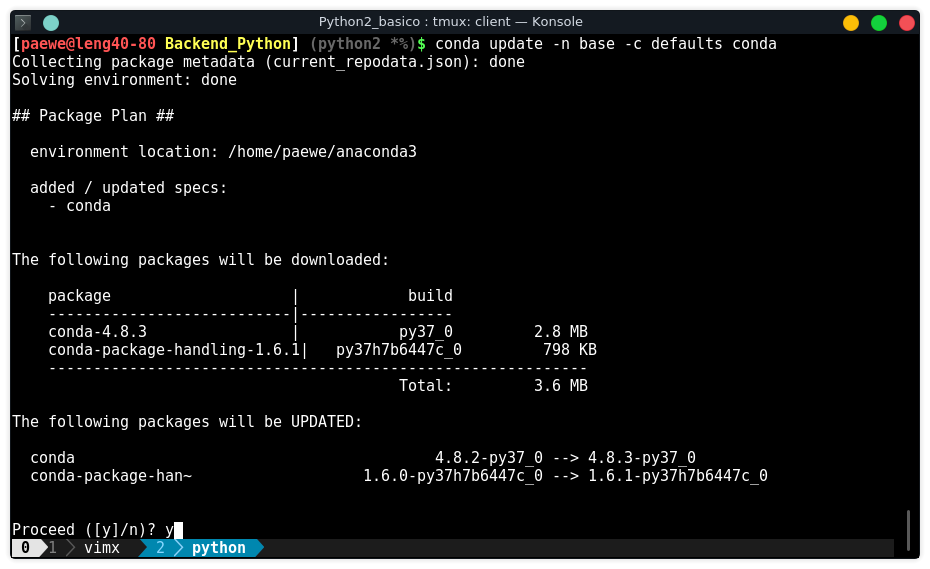 Python2_basico : tmux: client — Konsole
[paewe@leng40-80 Backend_Python] (python2 *%)$ conda update -n base -c defaults conda
Collecting package metadata (current_repodata.json): done
Solving environment: done
## Package Plan ##
environment location: /home/paewe/anaconda3
added / updated specs:
- conda
The following packages will be downloaded:
package                    |            build
---------------------------|-----------------
conda-4.8.3                |           py37_0         2.8 MB
conda-package-handling-1.6.1|   py37h7b6447c_0         798 KB
------------------------------------------------------------
Total:         3.6 MB
The following packages will be UPDATED:
conda                                        4.8.2-py37_0 --> 4.8.3-py37_0
conda-package-han~                   1.6.0-py37h7b6447c_0 --> 1.6.1-py37h7b6447c_0
Proceed ([y]/n)? y
0 1 vimx 2 python